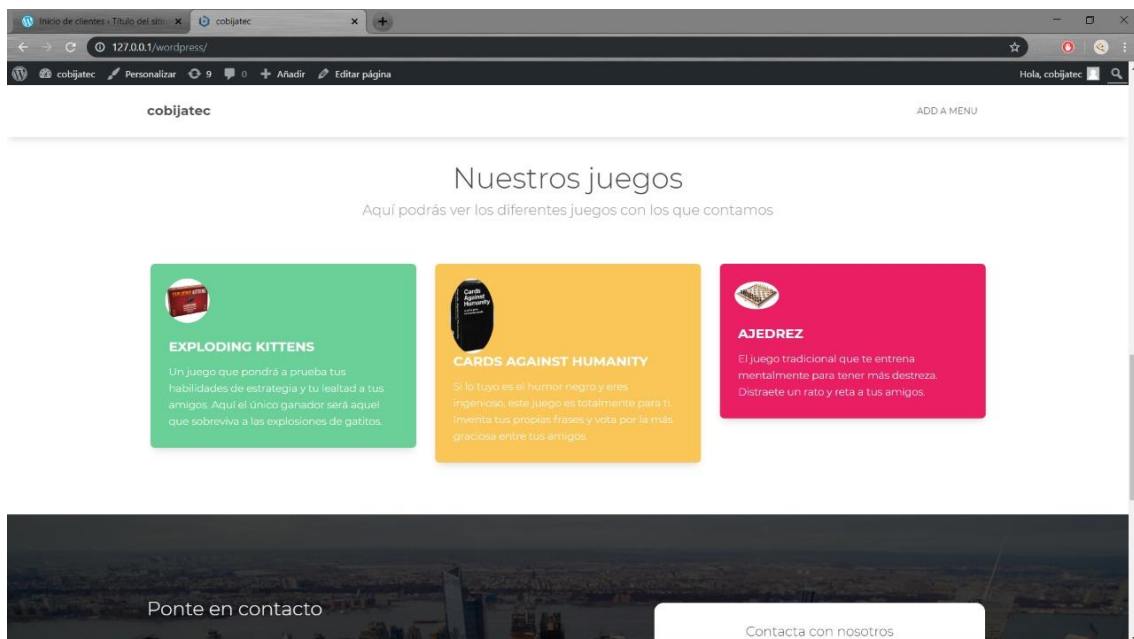 Inicio de clientes ‹ Título del sitio
cobijatec
127.0.0.1/wordpress/
cobijatec Personalizar 9 0 Añadir Editar página
Hola, cobijatec
cobijatec
ADD A MENU
Nuestros juegos
Aquí podrás ver los diferentes juegos con los que contamos
EXPLODING KITTENS
Un juego que pondrá a prueba tus
habilidades de estrategia y tu lealtad a tus
amigos. Aquí el único ganador será aquel
que sobreviva a las explosiones de gatitos.
Cards
Against
Humanity
CARDS AGAINST HUMANITY
Si lo tuyo es el humor negro y eres
ingenioso, este juego es totalmente para ti.
Inventa tus propias frases y vota por la más
graciosa entre tus amigos.
AJEDREZ
El juego tradicional que te entrena
mentalmente para tener más destreza.
Distraete un rato y reta a tus amigos.
Ponte en contacto
Contacta con nosotros